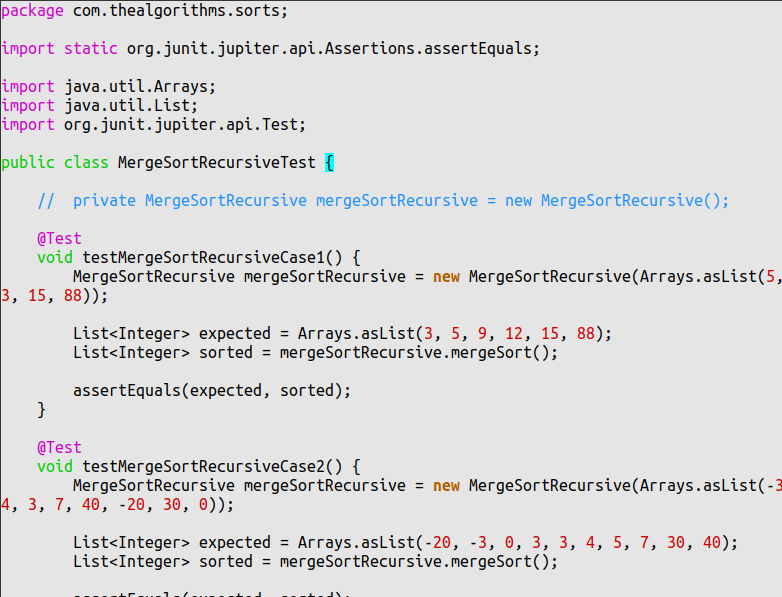 package com.thealgorithms.sorts;
import static org.junit.jupiter.api.Assertions.assertEquals;
import java.util.Arrays;
import java.util.List;
import org.junit.jupiter.api.Test;
public class MergeSortRecursiveTest {
//  private MergeSortRecursive mergeSortRecursive = new MergeSortRecursive();
@Test
void testMergeSortRecursiveCase1() {
MergeSortRecursive mergeSortRecursive = new MergeSortRecursive(Arrays.asList(5,
3, 15, 88));
List<Integer> expected = Arrays.asList(3, 5, 9, 12, 15, 88);
List<Integer> sorted = mergeSortRecursive.mergeSort();
assertEquals(expected, sorted);
}
@Test
void testMergeSortRecursiveCase2() {
MergeSortRecursive mergeSortRecursive = new MergeSortRecursive(Arrays.asList(-3
4, 3, 7, 40, -20, 30, 0));
List<Integer> expected = Arrays.asList(-20, -3, 0, 3, 3, 4, 5, 7, 30, 40);
List<Integer> sorted = mergeSortRecursive.mergeSort();